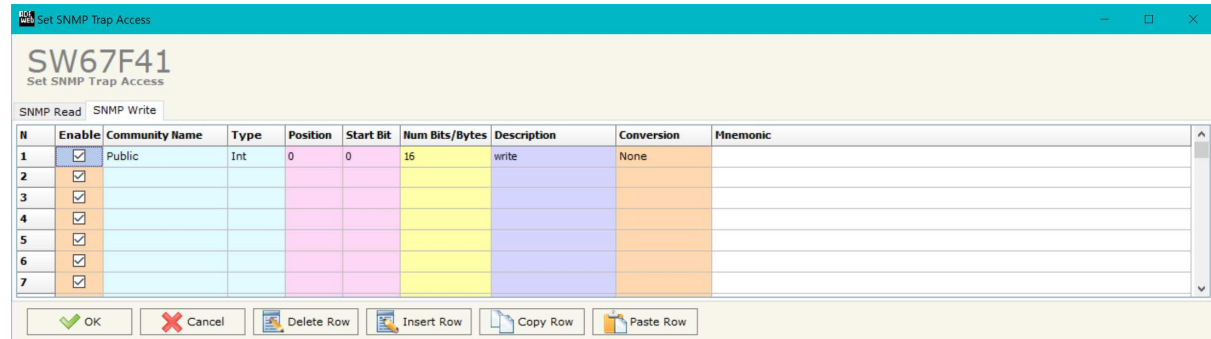 ADF WEB Set SNMP Trap Access
SW67F41
Set SNMP Trap Access
SNMP Read SNMP Write
N Enable Community Name Type Position Start Bit Num Bits/Bytes Description Conversion Mnemonic
1 Public Int 0 0 16 write None
2
3
4
5
6
7
OK Cancel Delete Row Insert Row Copy Row Paste Row